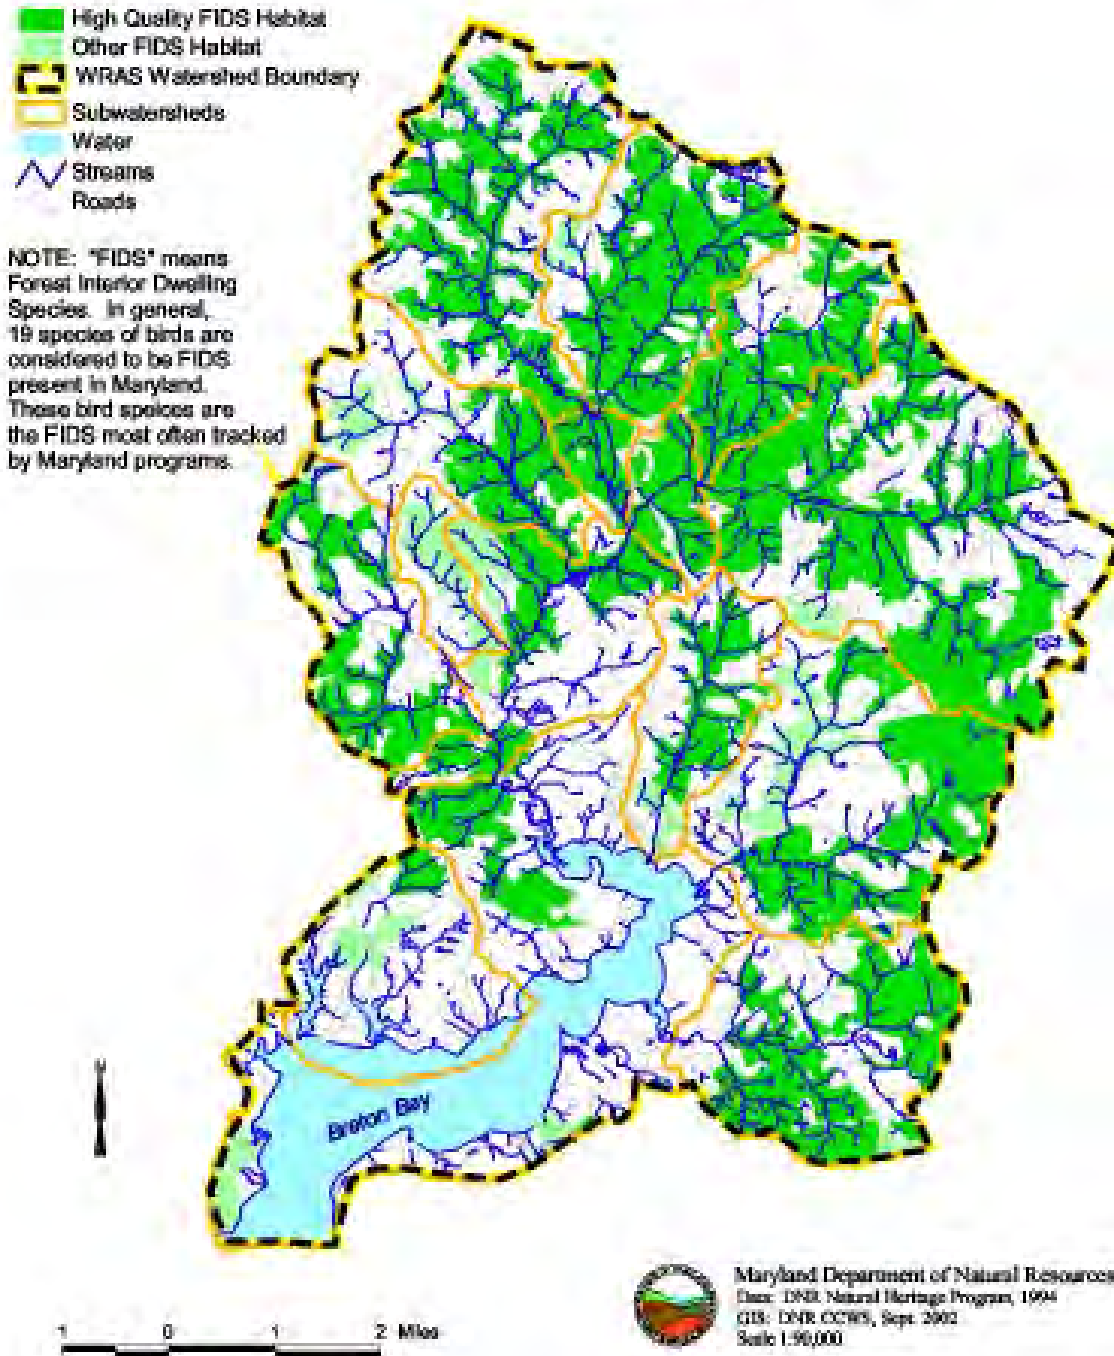 High Quality FIDS Habitat
Other FIDS Habitat
WRAS Watershed Boundary
Subwatersheds
Water
Streams
Roads
NOTE: "FIDS" means
Forest Interior Dwelling
Species. In general,
19 species of birds are
considered to be FIDS
present in Maryland.
These bird speices are
the FIDS most often tracked
by Maryland programs.
Breton Bay
N
1 0 1 2 Miles
Maryland Department of Natural Resources
Data: DNR Natural Heritage Program, 1994
GIS: DNR CCWS, Sept. 2002
Scale 1:90,000